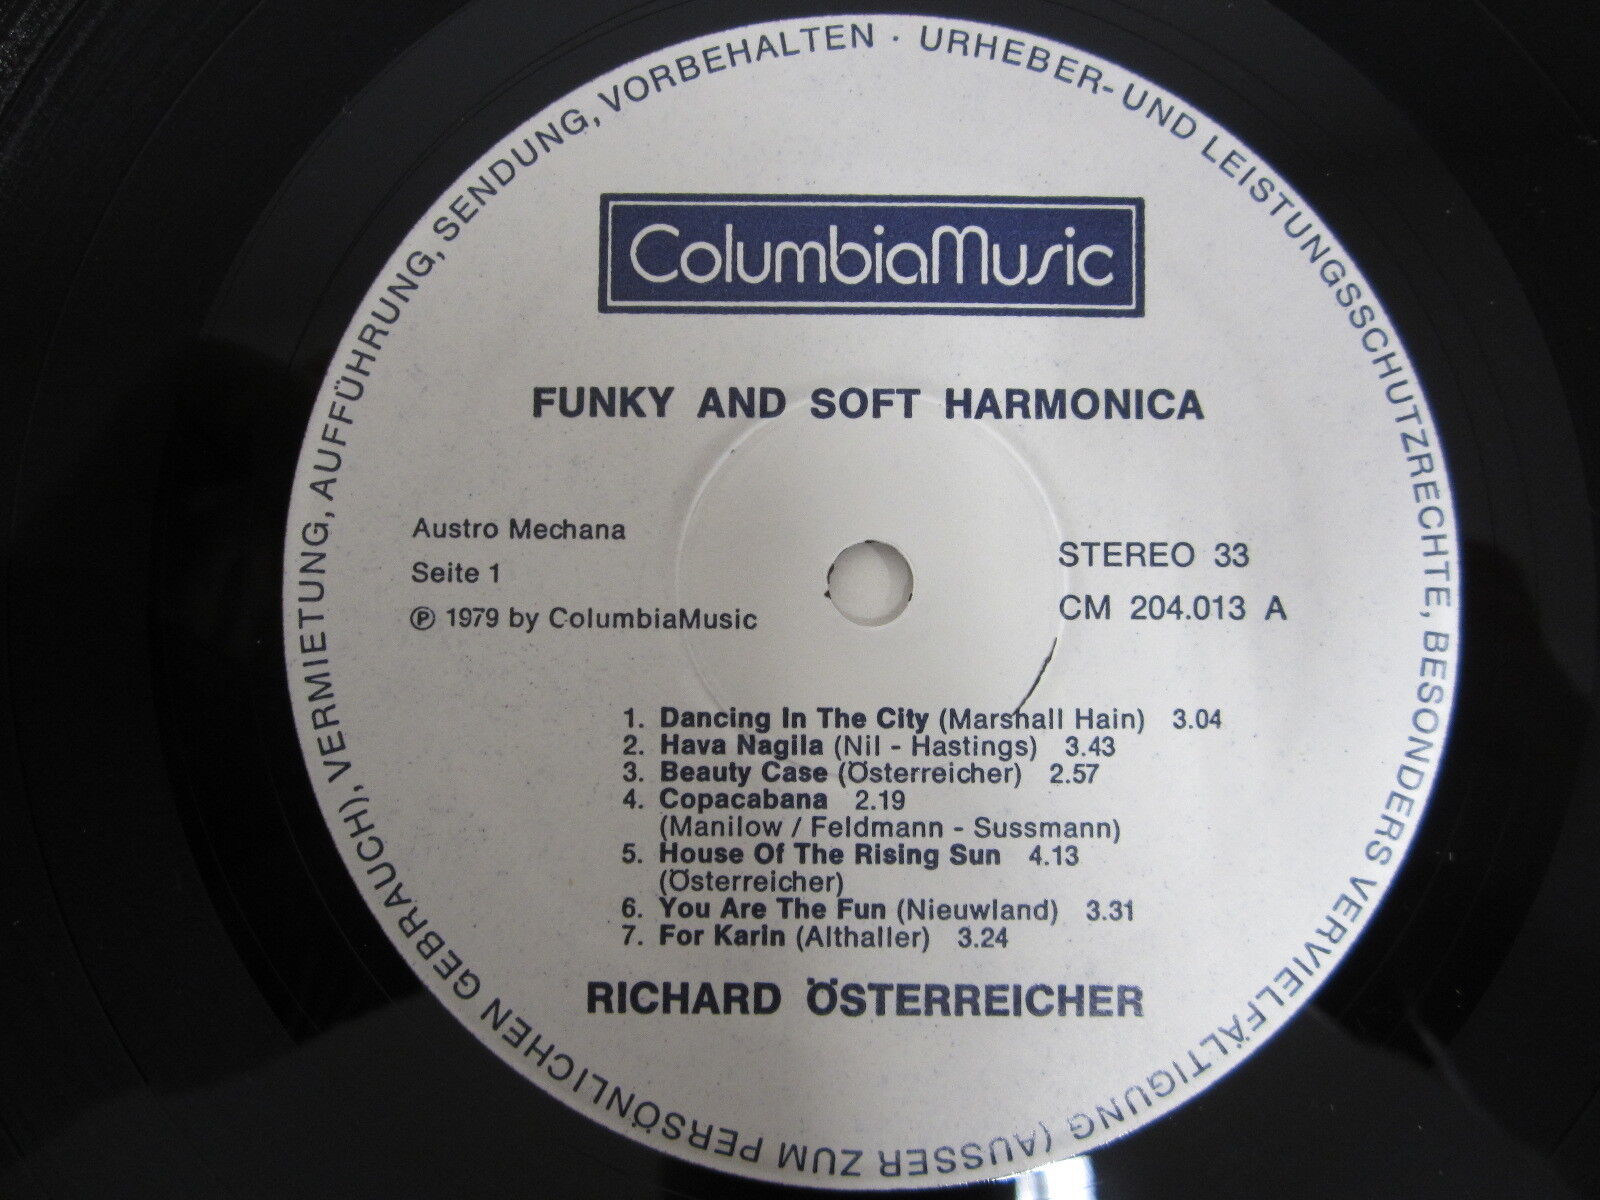 URHEBER- UND LEISTUNGSSCHUTZRECHTE, BESONDERS VERVIELFÄLTIGUNG (AUSSER ZUM PERSÖNLICHEN GEBRAUCH), VERMIETUNG, AUFFÜHRUNG, SENDUNG, VORBEHALTEN ·
ColumbiaMusic
FUNKY AND SOFT HARMONICA
Austro Mechana
Seite 1
Ⓟ 1979 by ColumbiaMusic
STEREO 33
CM 204.013 A
1. Dancing In The City (Marshall Hain) 3.04
2. Hava Nagila (Nil - Hastings) 3.43
3. Beauty Case (Österreicher) 2.57
4. Copacabana 2.19
(Manilow / Feldmann - Sussmann)
5. House Of The Rising Sun 4.13
(Österreicher)
6. You Are The Fun (Nieuwland) 3.31
7. For Karin (Althaller) 3.24
RICHARD ÖSTERREICHER